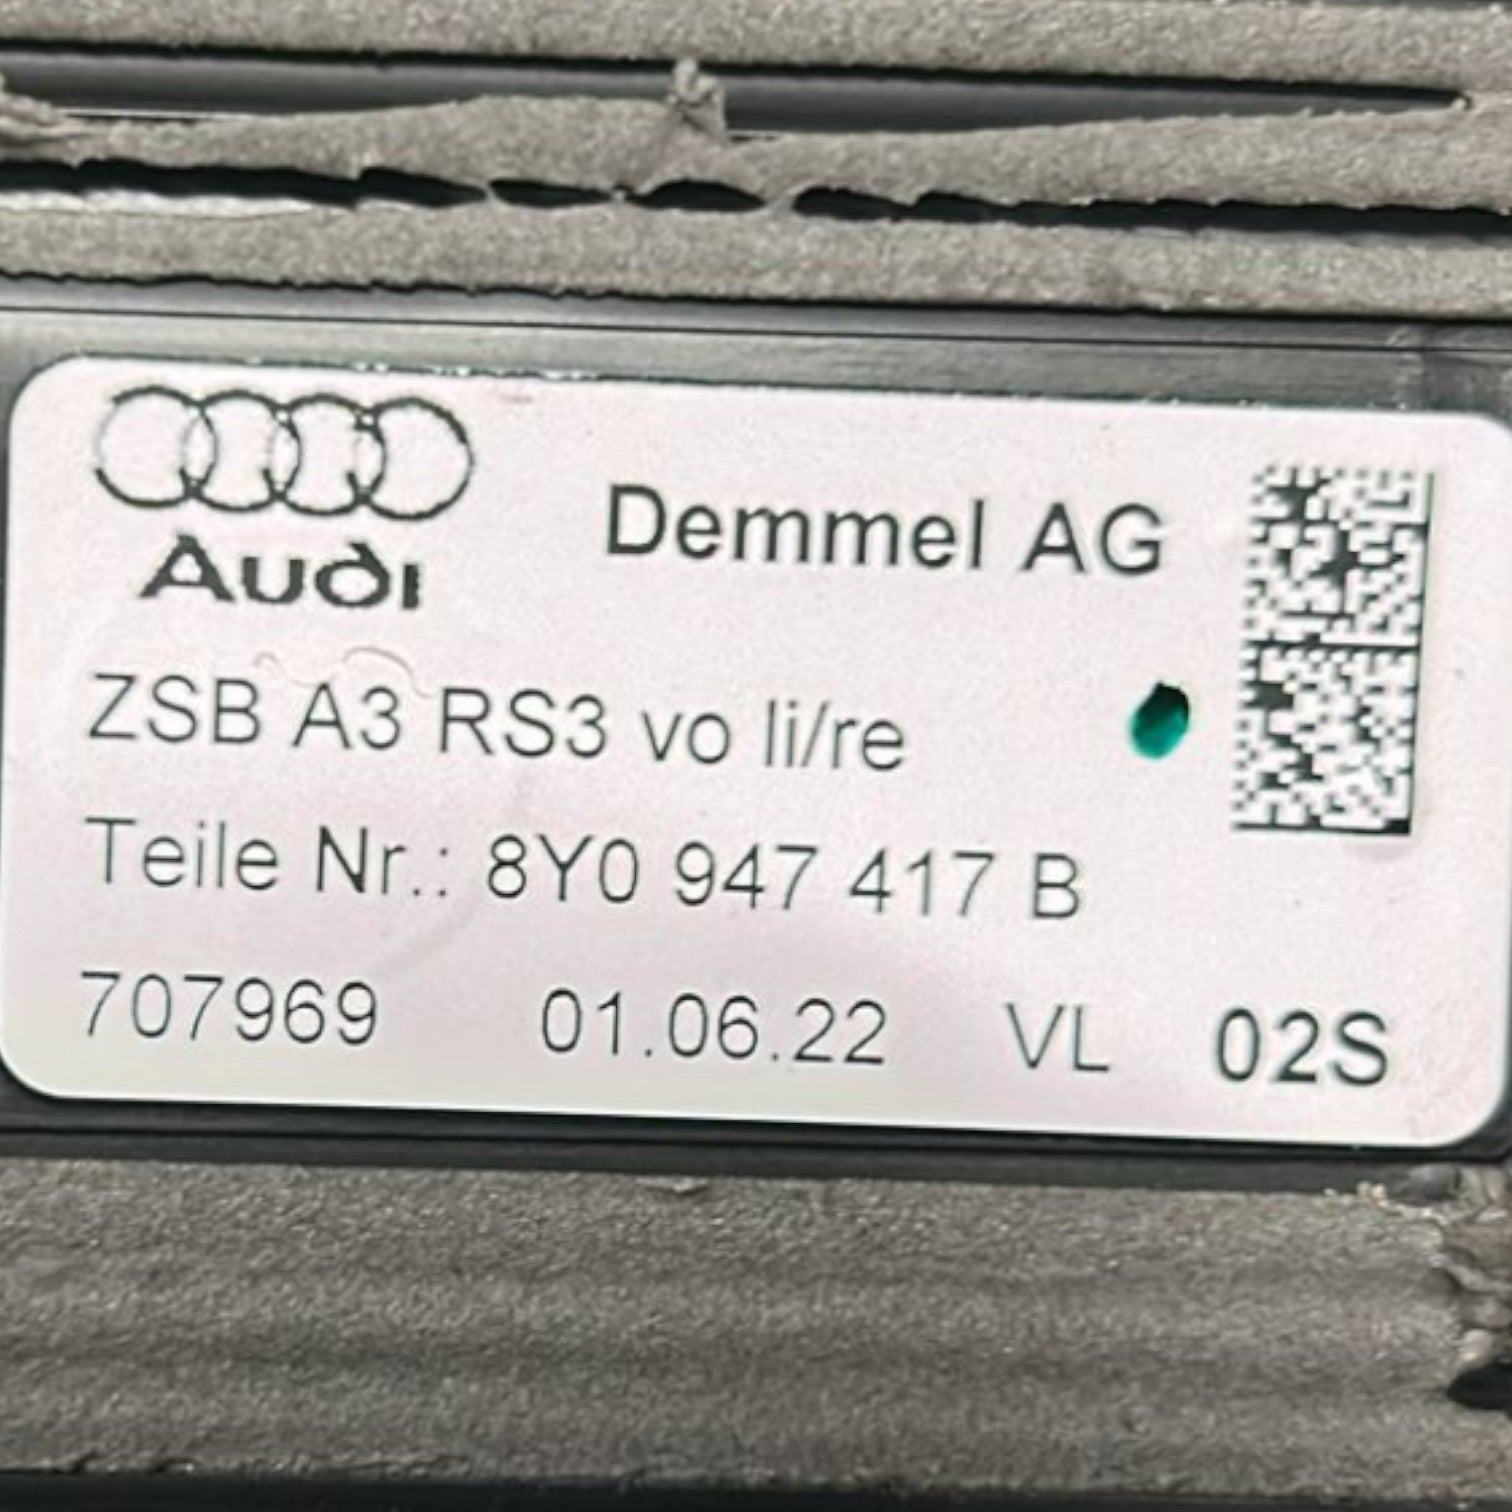 Audi
Demmel AG
ZSB A3 RS3 vo li/re
Teile Nr.: 8Y0 947 417 B
707969 01.06.22 VL 02S